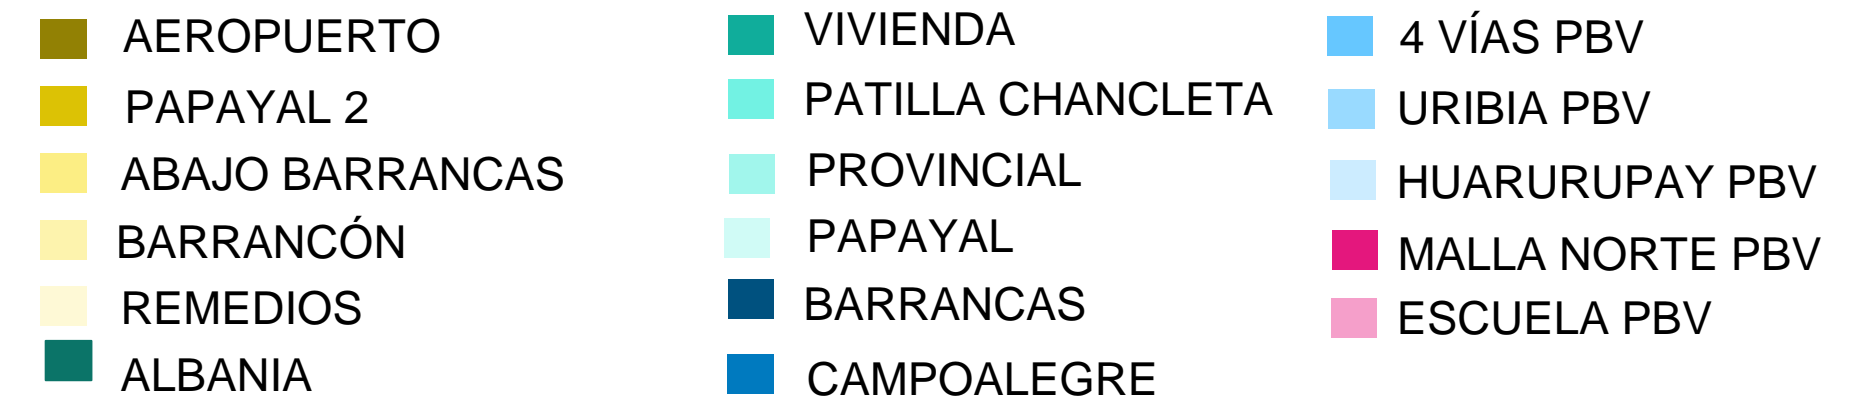 AEROPUERTO
PAPAYAL 2
ABAJO BARRANCAS
BARRANCÓN
REMEDIOS
ALBANIA
VIVIENDA
PATILLA CHANCLETA
PROVINCIAL
PAPAYAL
BARRANCAS
CAMPOALEGRE
4 VÍAS PBV
URIBIA PBV
HUARURUPAY PBV
MALLA NORTE PBV
ESCUELA PBV